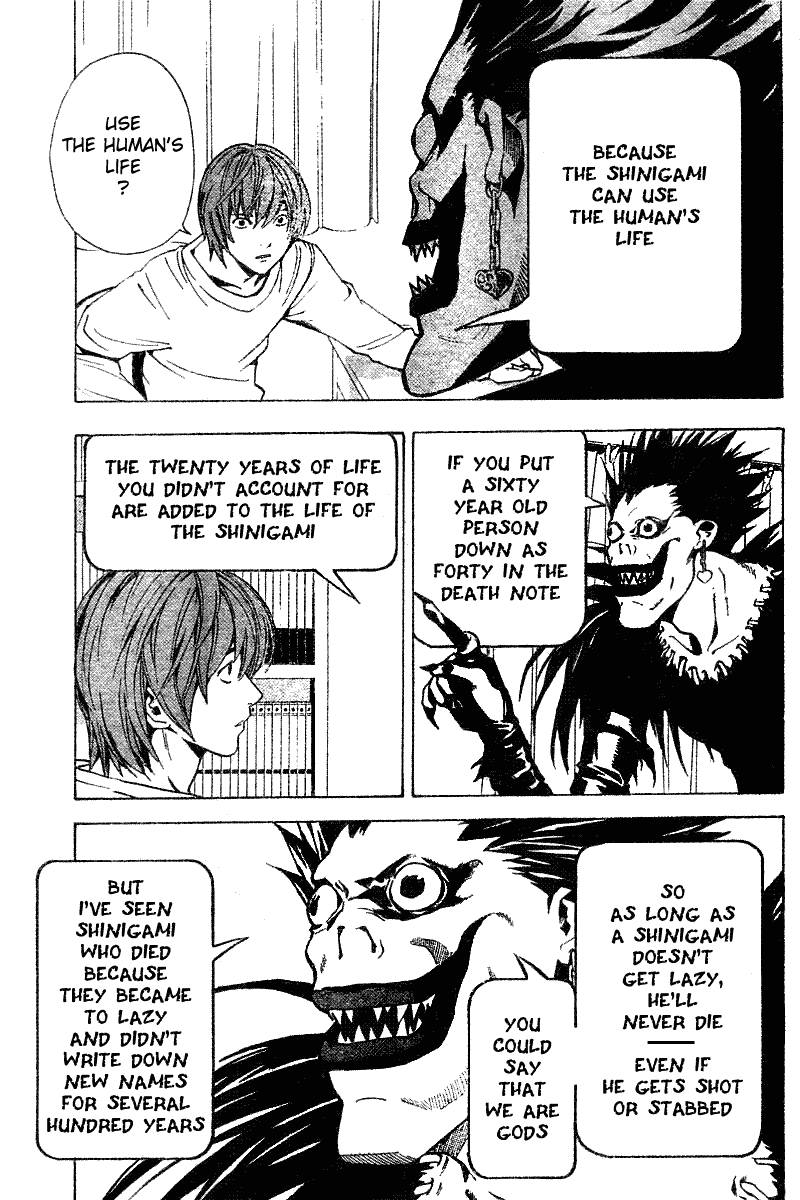 BECAUSE
THE SHINIGAMI
CAN USE
THE HUMAN'S
LIFE
USE
THE HUMAN'S
LIFE
?
IF YOU PUT
A SIXTY
YEAR OLD
PERSON
DOWN AS
FORTY IN THE
DEATH NOTE
THE TWENTY YEARS OF LIFE
YOU DIDN'T ACCOUNT FOR
ARE ADDED TO THE LIFE OF
THE SHINIGAMI
SO
AS LONG AS
A SHINIGAMI
DOESN'T
GET LAZY,
HE'LL
NEVER DIE
EVEN IF
HE GETS SHOT
OR STABBED
YOU
COULD
SAY
THAT
WE ARE
GODS
BUT
I'VE SEEN
SHINIGAMI
WHO DIED
BECAUSE
THEY BECAME
TO LAZY
AND DIDN'T
WRITE DOWN
NEW NAMES
FOR SEVERAL
HUNDRED YEARS